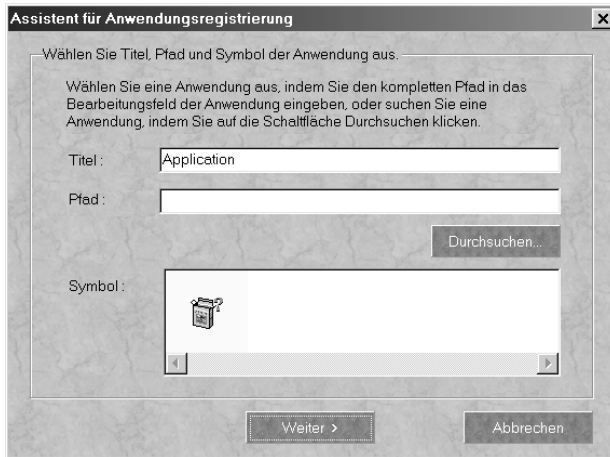 Assistent für Anwendungsregistrierung
Wählen Sie Titel, Pfad und Symbol der Anwendung aus.
Wählen Sie eine Anwendung aus, indem Sie den kompletten Pfad in das
Bearbeitungsfeld der Anwendung eingeben, oder suchen Sie eine
Anwendung, indem Sie auf die Schaltfläche Durchsuchen klicken.
Titel :
Application
Pfad :
Durchsuchen...
Symbol :
Weiter >
Abbrechen